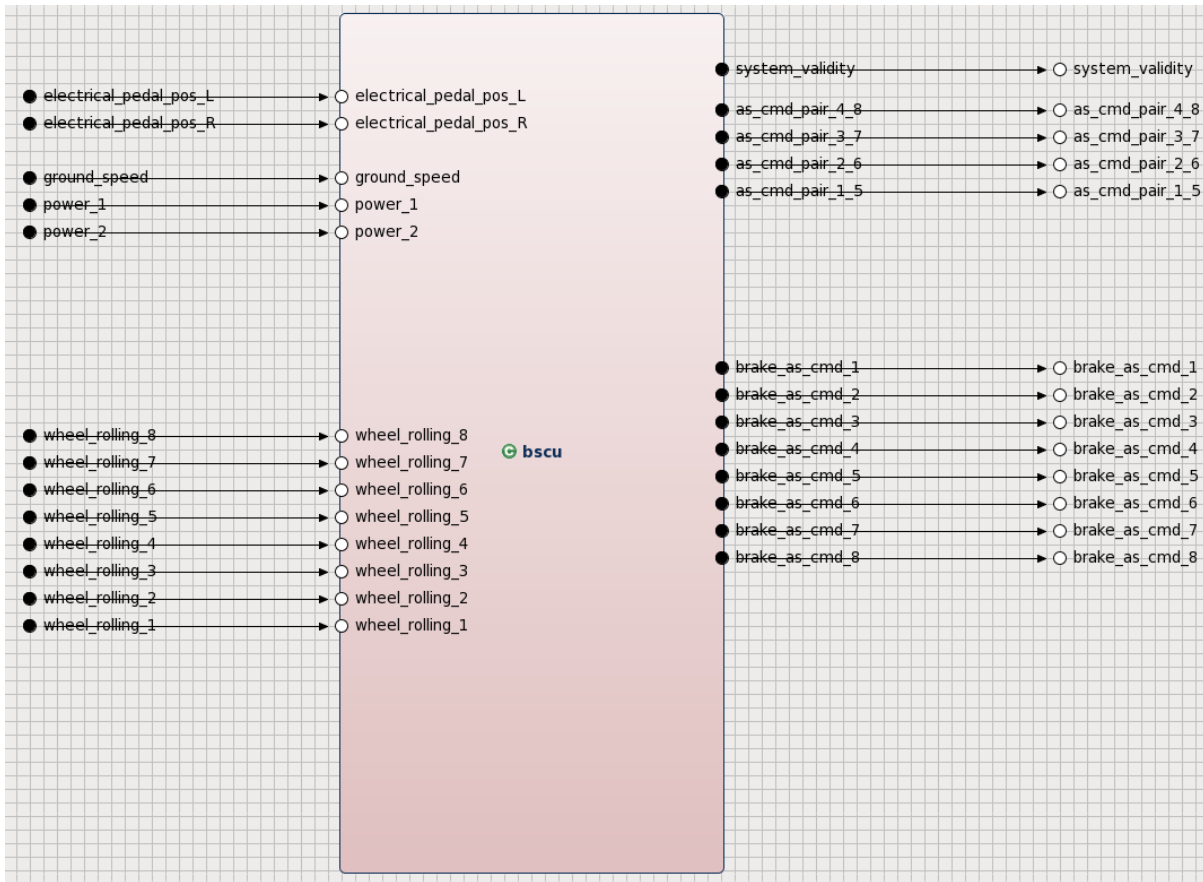 electrical_pedal_pos_L
electrical_pedal_pos_R
ground_speed
power_1
power_2
wheel_rolling_8
wheel_rolling_7
wheel_rolling_6
wheel_rolling_5
wheel_rolling_4
wheel_rolling_3
wheel_rolling_2
wheel_rolling_1
electrical_pedal_pos_L
electrical_pedal_pos_R
ground_speed
power_1
power_2
wheel_rolling_8
wheel_rolling_7
wheel_rolling_6
wheel_rolling_5
wheel_rolling_4
wheel_rolling_3
wheel_rolling_2
wheel_rolling_1
C bscu
system_validity
as_cmd_pair_4_8
as_cmd_pair_3_7
as_cmd_pair_2_6
as_cmd_pair_1_5
brake_as_cmd_1
brake_as_cmd_2
brake_as_cmd_3
brake_as_cmd_4
brake_as_cmd_5
brake_as_cmd_6
brake_as_cmd_7
brake_as_cmd_8
system_validity
as_cmd_pair_4_8
as_cmd_pair_3_7
as_cmd_pair_2_6
as_cmd_pair_1_5
brake_as_cmd_1
brake_as_cmd_2
brake_as_cmd_3
brake_as_cmd_4
brake_as_cmd_5
brake_as_cmd_6
brake_as_cmd_7
brake_as_cmd_8